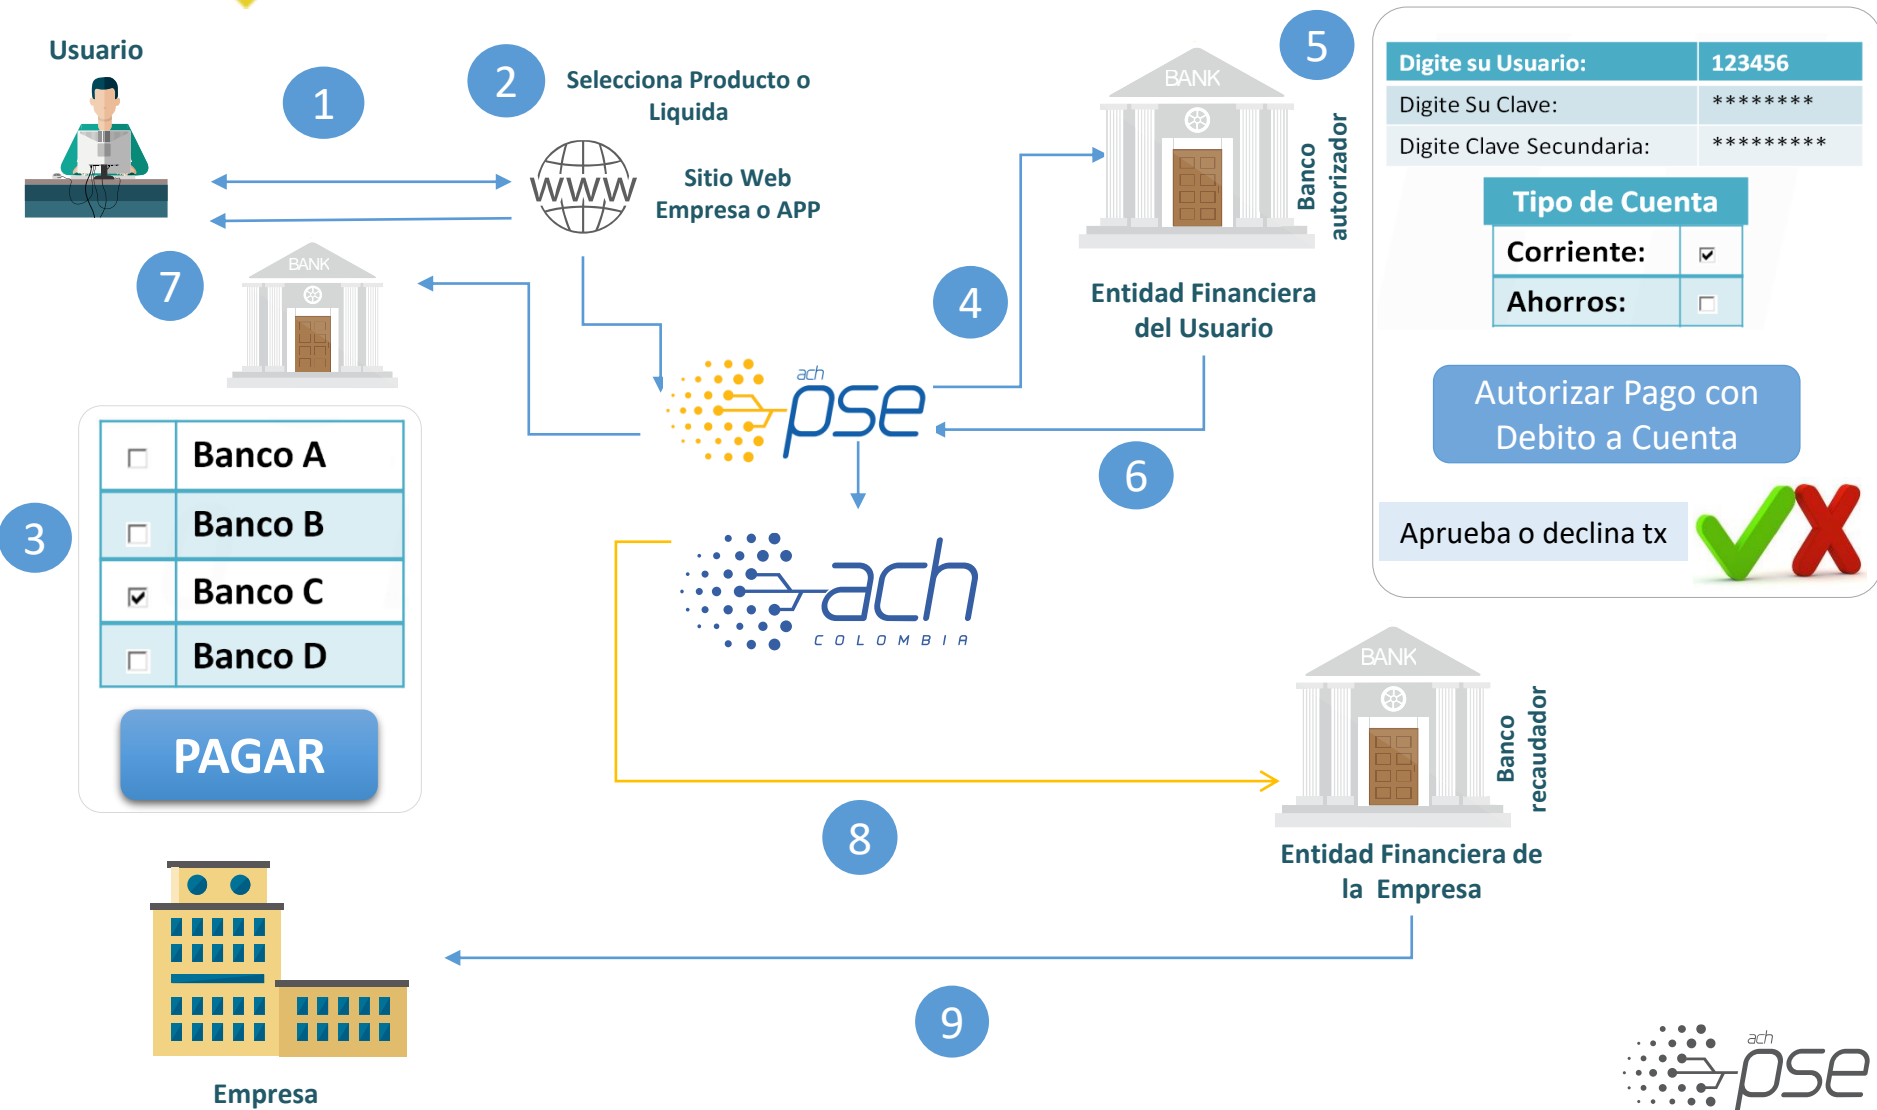 Usuario
1
2
Selecciona Producto o
Liquida
WWW
Sitio Web
Empresa o APP
BANK
Banco
autorizador
Entidad Financiera
del Usuario
5
Digite su Usuario: 123456
Digite Su Clave: ********
Digite Clave Secundaria: *********
Tipo de Cuenta
Corriente:
Ahorros:
Autorizar Pago con
Debito a Cuenta
Aprueba o declina tx
7
BANK
4
ach
pse
6
3
Banco A
Banco B
Banco C
Banco D
PAGAR
ach
COLOMBIA
8
BANK
Banco
recaudador
Entidad Financiera de
la Empresa
9
Empresa
ach
pse